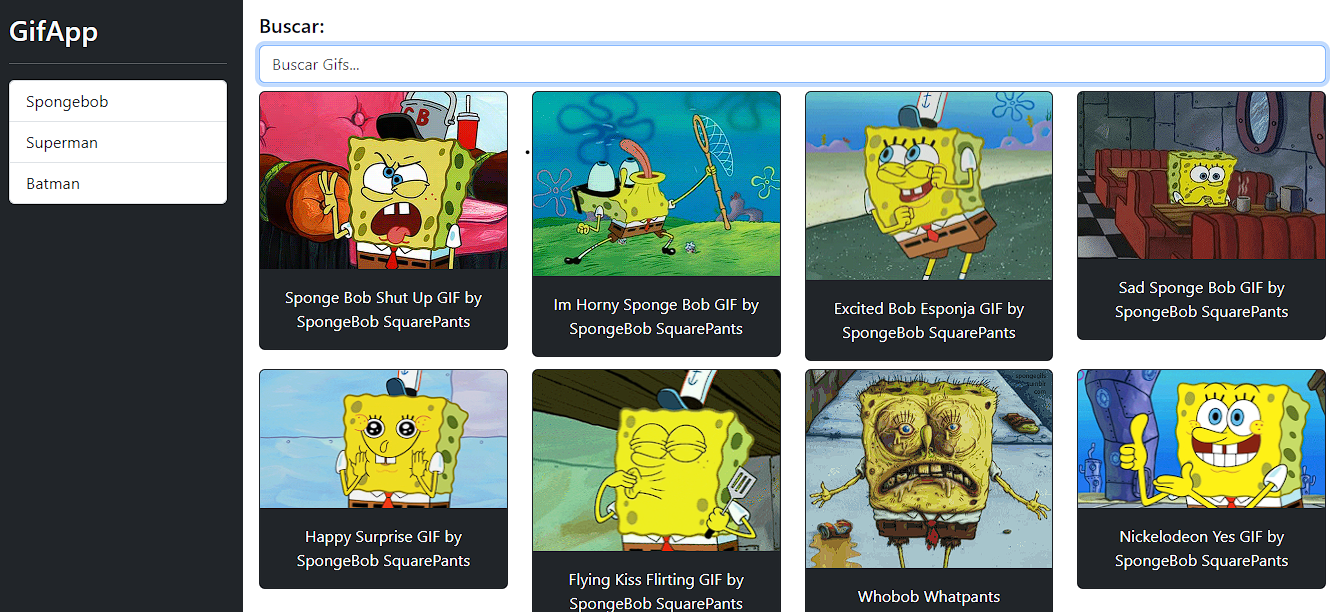 GifApp
Spongebob
Superman
Batman
Buscar:
Buscar Gifs...
Sponge Bob Shut Up GIF by
SpongeBob SquarePants
Im Horny Sponge Bob GIF by
SpongeBob SquarePants
Excited Bob Esponja GIF by
SpongeBob SquarePants
Sad Sponge Bob GIF by
SpongeBob SquarePants
Happy Surprise GIF by
SpongeBob SquarePants
Flying Kiss Flirting GIF by
SpongeBob SquarePants
Whobob Whatpants
Nickelodeon Yes GIF by
SpongeBob SquarePants